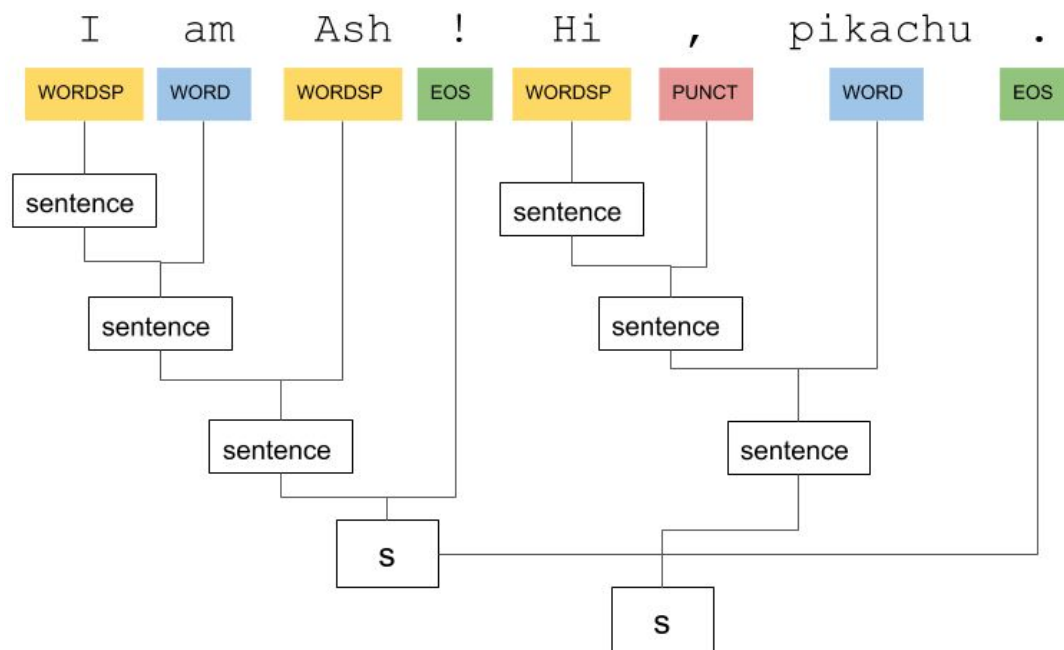 I am Ash ! Hi , pikachu .
WORDSP WORD WORDSP EOS WORDSP PUNCT WORD EOS
sentence
sentence
sentence
sentence
sentence
sentence
s
s